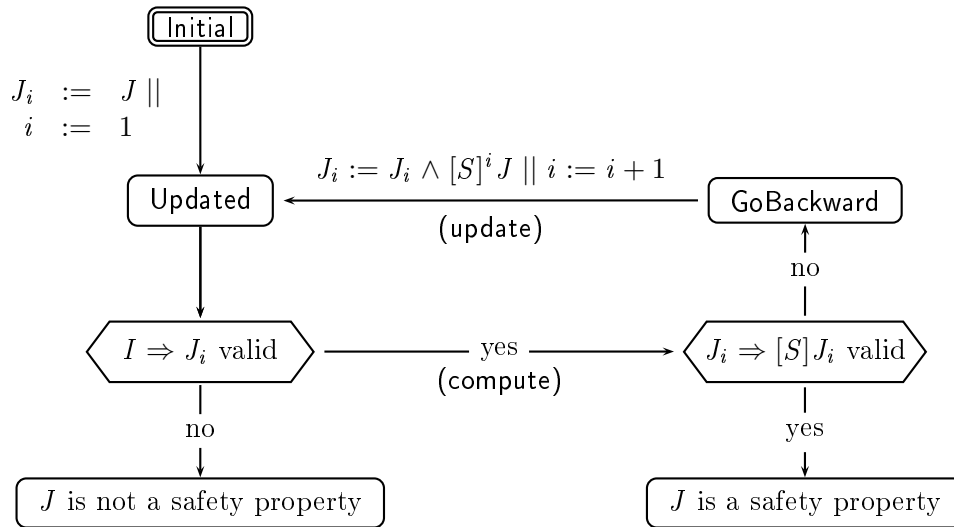 Initial
J_i := J ||
i := 1
J_i := J_i ∧ [S]^i J || i := i + 1
Updated
GoBackward
(update)
no
I ⇒ J_i valid
yes
J_i ⇒ [S]J_i valid
(compute)
no
yes
J is not a safety property
J is a safety property